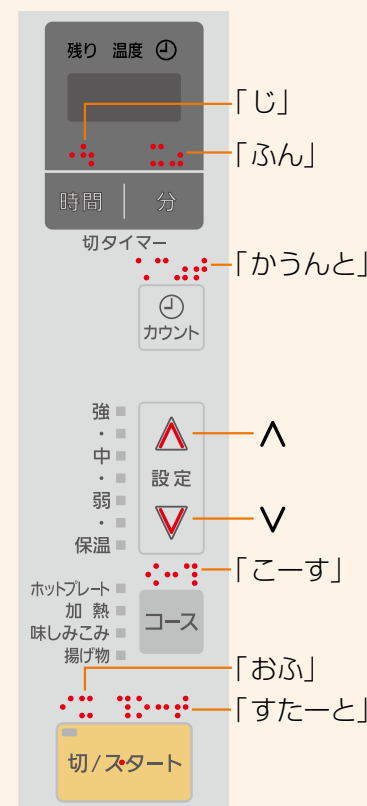 残り 温度
「じ」
「ふん」
時間 分
切タイマー
「かうんと」
カウント
強
・
中
・
弱
・
保温
∧
設定
∨
「こーす」
ホットプレート
加熱
味しみこみ
揚げ物
コース
「おふ」
「すたーと」
切/スタート